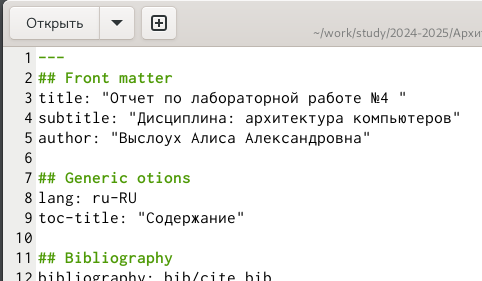 Открыть
~/work/study/2024-2025/Архи
1 ---
2 ## Front matter
3 title: "Отчет по лабораторной работе №4 "
4 subtitle: "Дисциплина: архитектура компьютеров"
5 author: "Выслоух Алиса Александровна"
6
7 ## Generic otions
8 lang: ru-RU
9 toc-title: "Содержание"
10
11 ## Bibliography
12 bibliography: bib/cite.bib